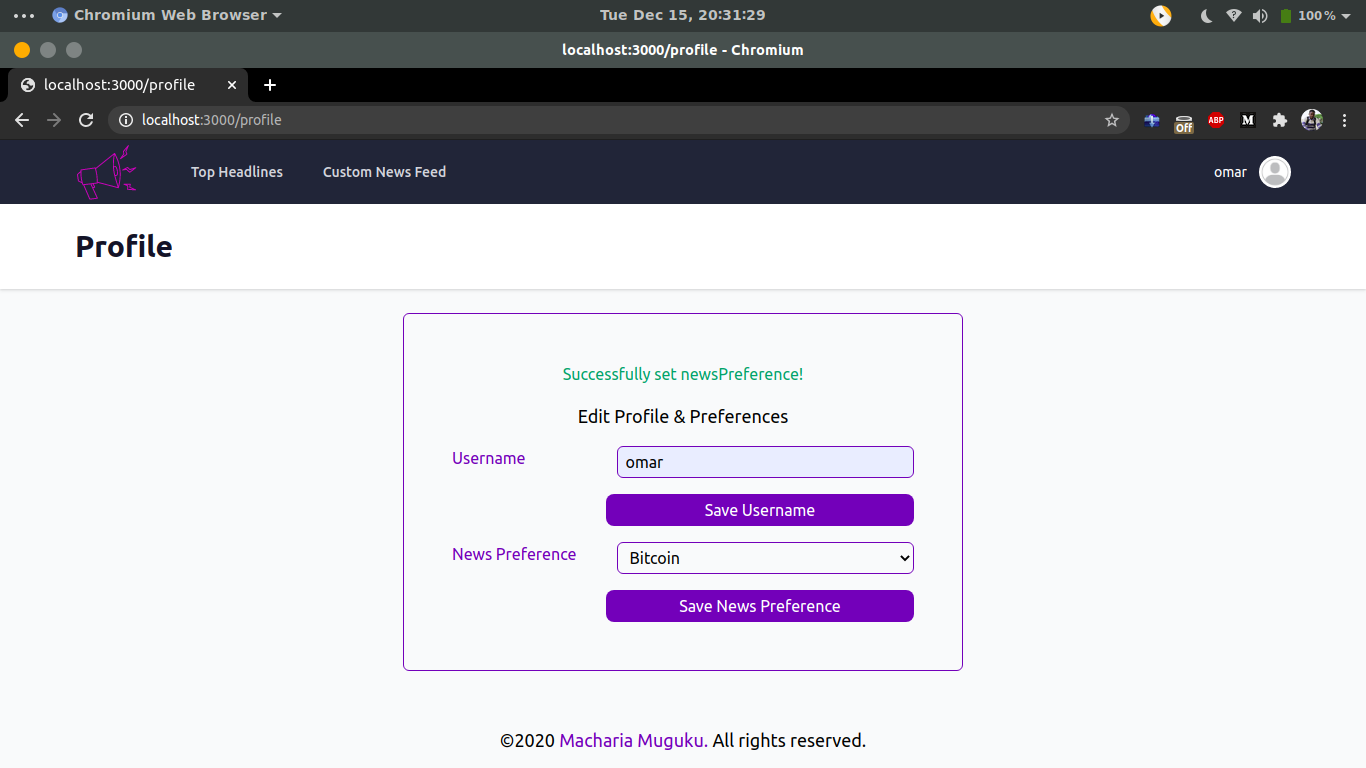 Chromium Web Browser Tue Dec 15, 20:31:29 100 %
localhost:3000/profile - Chromium
localhost:3000/profile
localhost:3000/profile Off ABP M
Top Headlines Custom News Feed omar
Profile
Successfully set newsPreference!
Edit Profile & Preferences
Username omar
Save Username
News Preference Bitcoin
Save News Preference
©2020 Macharia Muguku. All rights reserved.